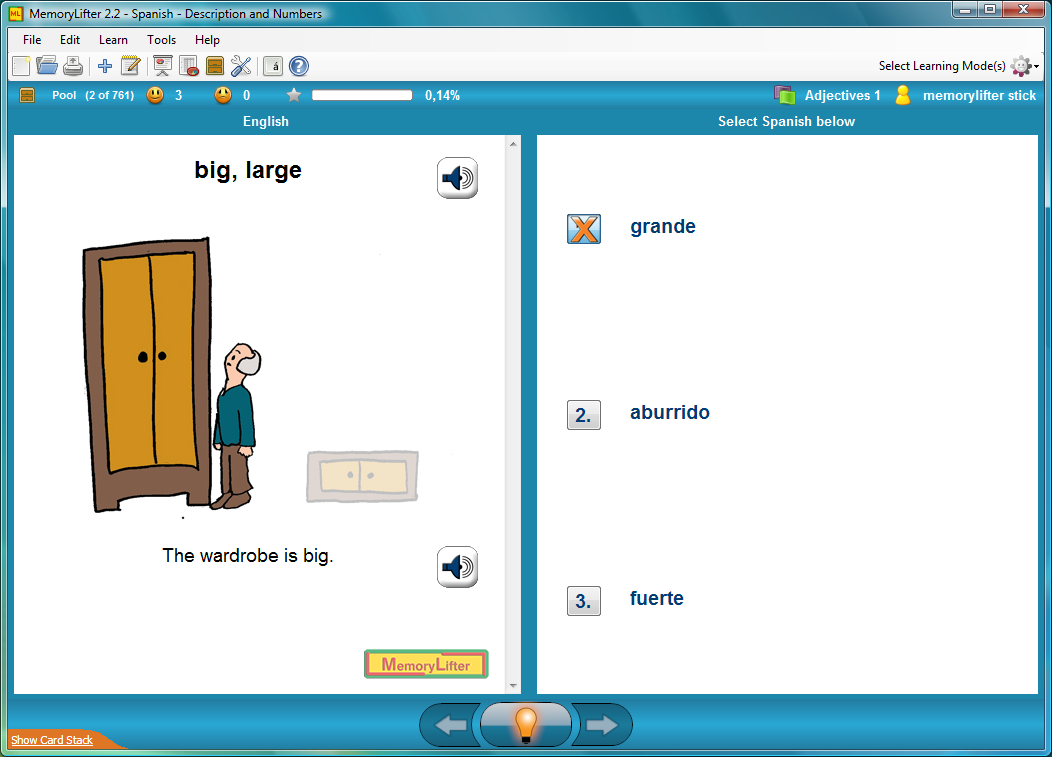 MemoryLifter 2.2 - Spanish - Description and Numbers
File Edit Learn Tools Help
á ? Select Learning Mode(s)
Pool (2 of 761) 3 0 0,14% Adjectives 1 memorylifter stick
English
Select Spanish below
big, large
The wardrobe is big.
MemoryLifter
X grande
2. aburrido
3. fuerte
Show Card Stack